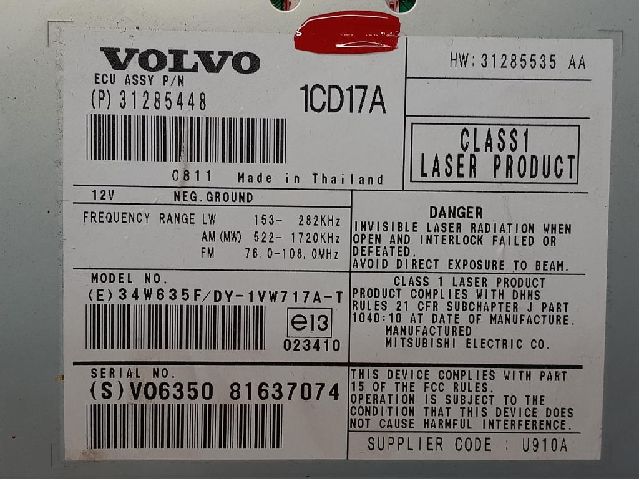 VOLVO
ECU ASSY P/N
(P) 31285448
1CD17A
HW: 31285535 AA
CLASS1
LASER PRODUCT
0811 Made in Thailand
12V NEG. GROUND
FREQUENCY RANGE LW 153- 282KHz
AM (MW) 522- 1720KHz
FM 76.0-108.0MHz
DANGER
INVISIBLE LASER RADIATION WHEN
OPEN AND INTERLOCK FAILED OR
DEFEATED.
AVOID DIRECT EXPOSURE TO BEAM.
MODEL NO.
(E) 34W635F/DY-1VW717A-T
e13
023410
CLASS 1 LASER PRODUCT
PRODUCT COMPLIES WITH DHHS
RULES 21 CFR SUBCHAPTER J PART
1040:10 AT DATE OF MANUFACTURE.
MANUFACTURED
MITSUBISHI ELECTRIC CO.
SERIAL NO.
(S) VO6350 81637074
THIS DEVICE COMPLIES WITH PART
15 OF THE FCC RULES.
OPERATION IS SUBJECT TO THE
CONDITION THAT THIS DEVICE DOES
NOT CAUSE HARMFUL INTERFERENCE.
SUPPLIER CODE : U910A